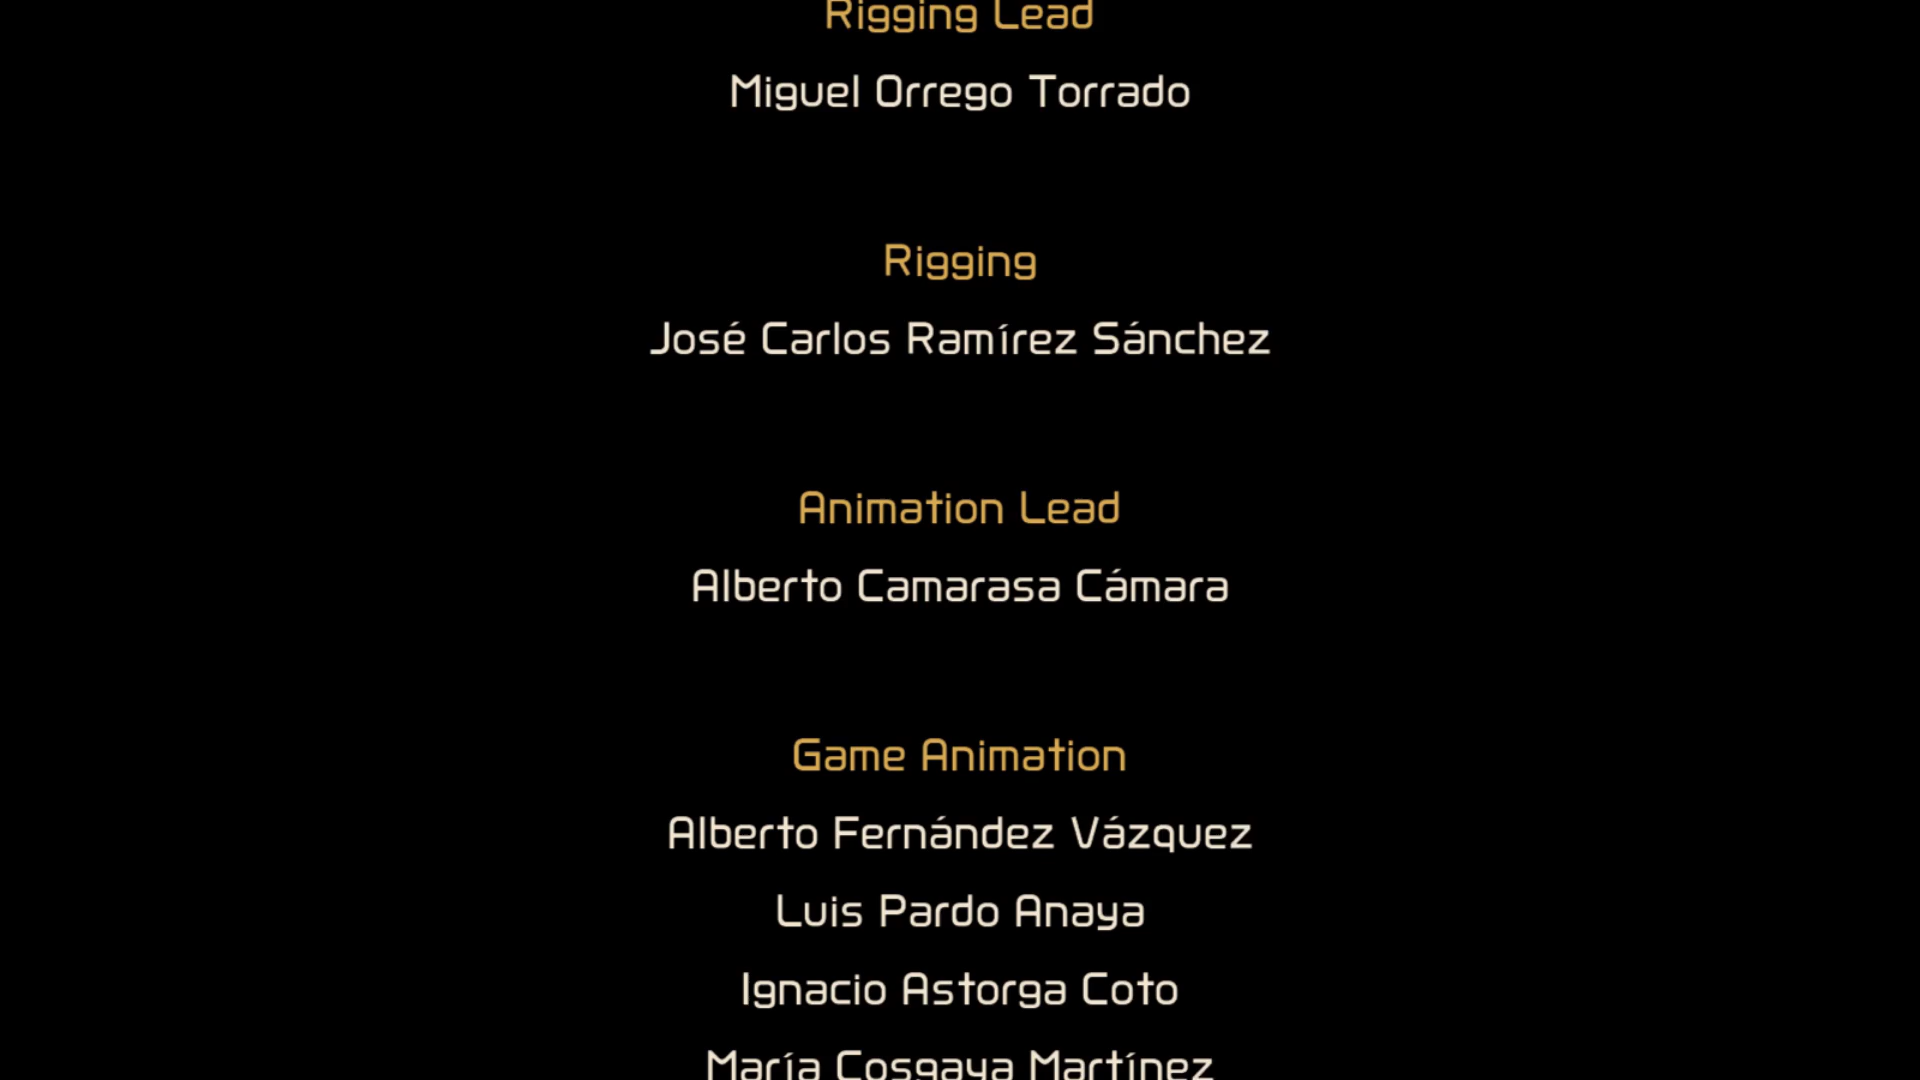 Rigging Lead
Miguel Orrego Torrado
Rigging
José Carlos Ramírez Sánchez
Animation Lead
Alberto Camarasa Cámara
Game Animation
Alberto Fernández Vázquez
Luis Pardo Anaya
Ignacio Astorga Coto
María Cosgaya Martínez